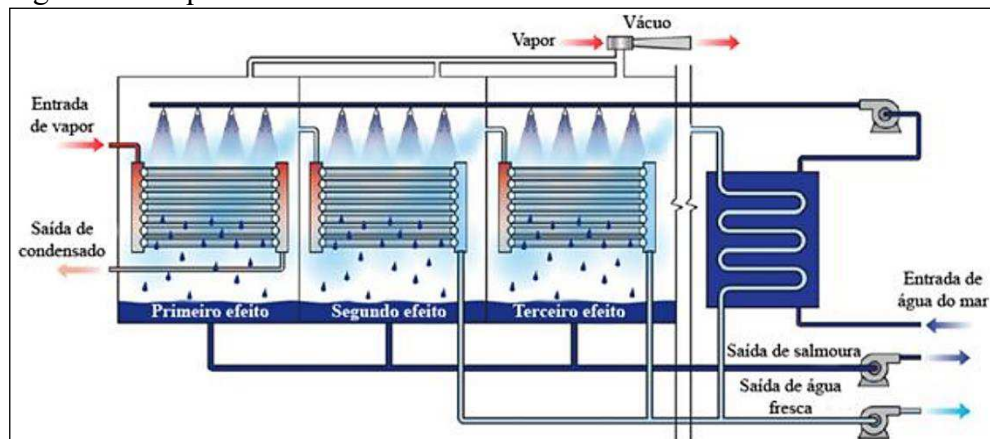 Vácuo
Vapor
Entrada
de vapor
Saída de
condensado
Primeiro efeito
Segundo efeito
Terceiro efeito
Entrada de
água do mar
Saída de salmoura
Saída de água
fresca